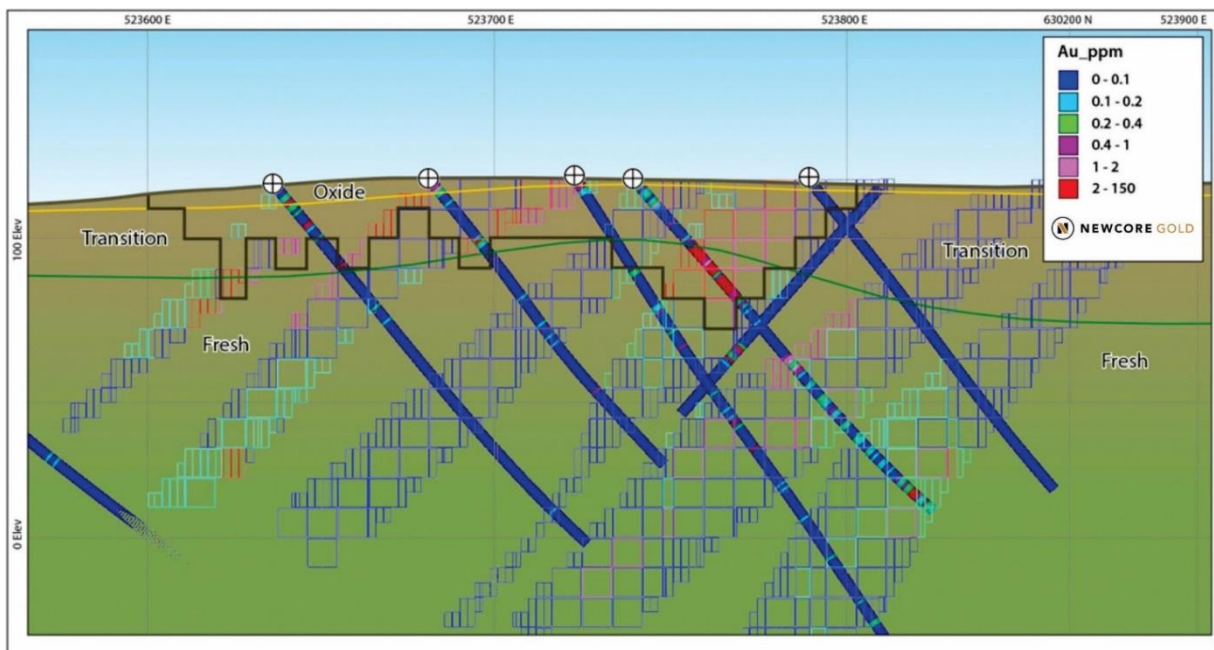 523600 E
523700 E
523800 E
630200 N
523900 E
Au_ppm
0 - 0.1
0.1 - 0.2
0.2 - 0.4
0.4 - 1
1 - 2
2 - 150
NEWCORE GOLD
Oxide
100 Elev
Transition
Transition
Fresh
Fresh
0 Elev